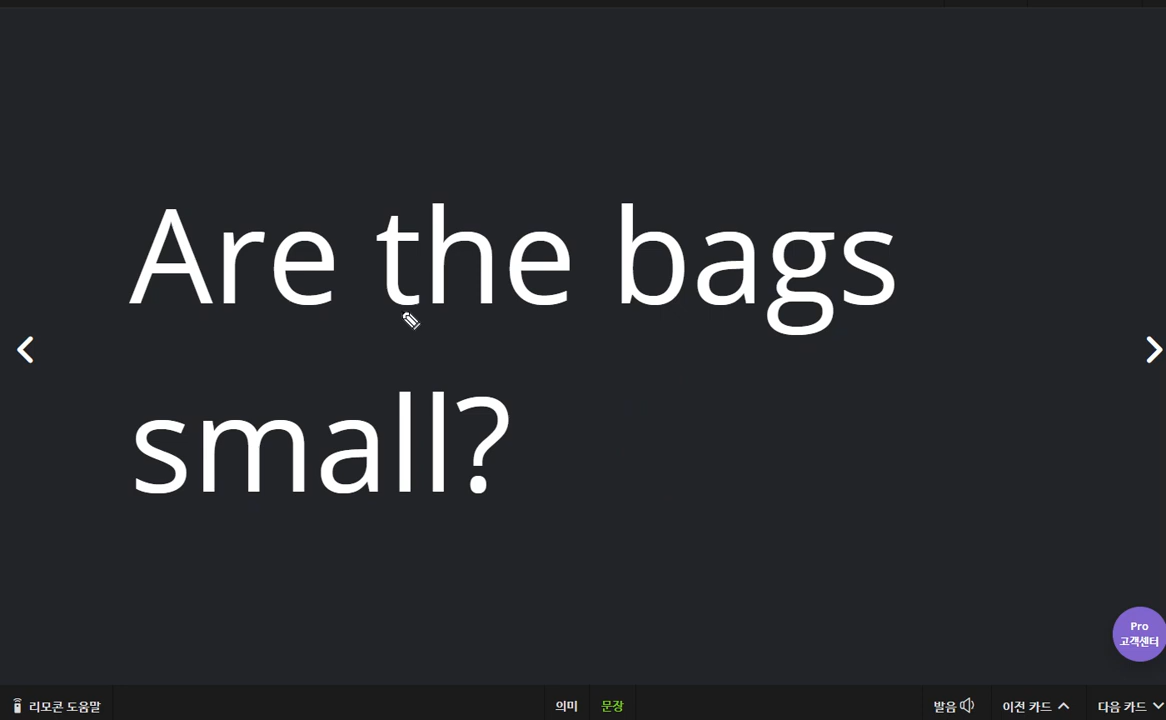 Are the bags
small?
Pro
고객센터
리모콘 도움말
의미
문장
발음
이전 카드
다음 카드